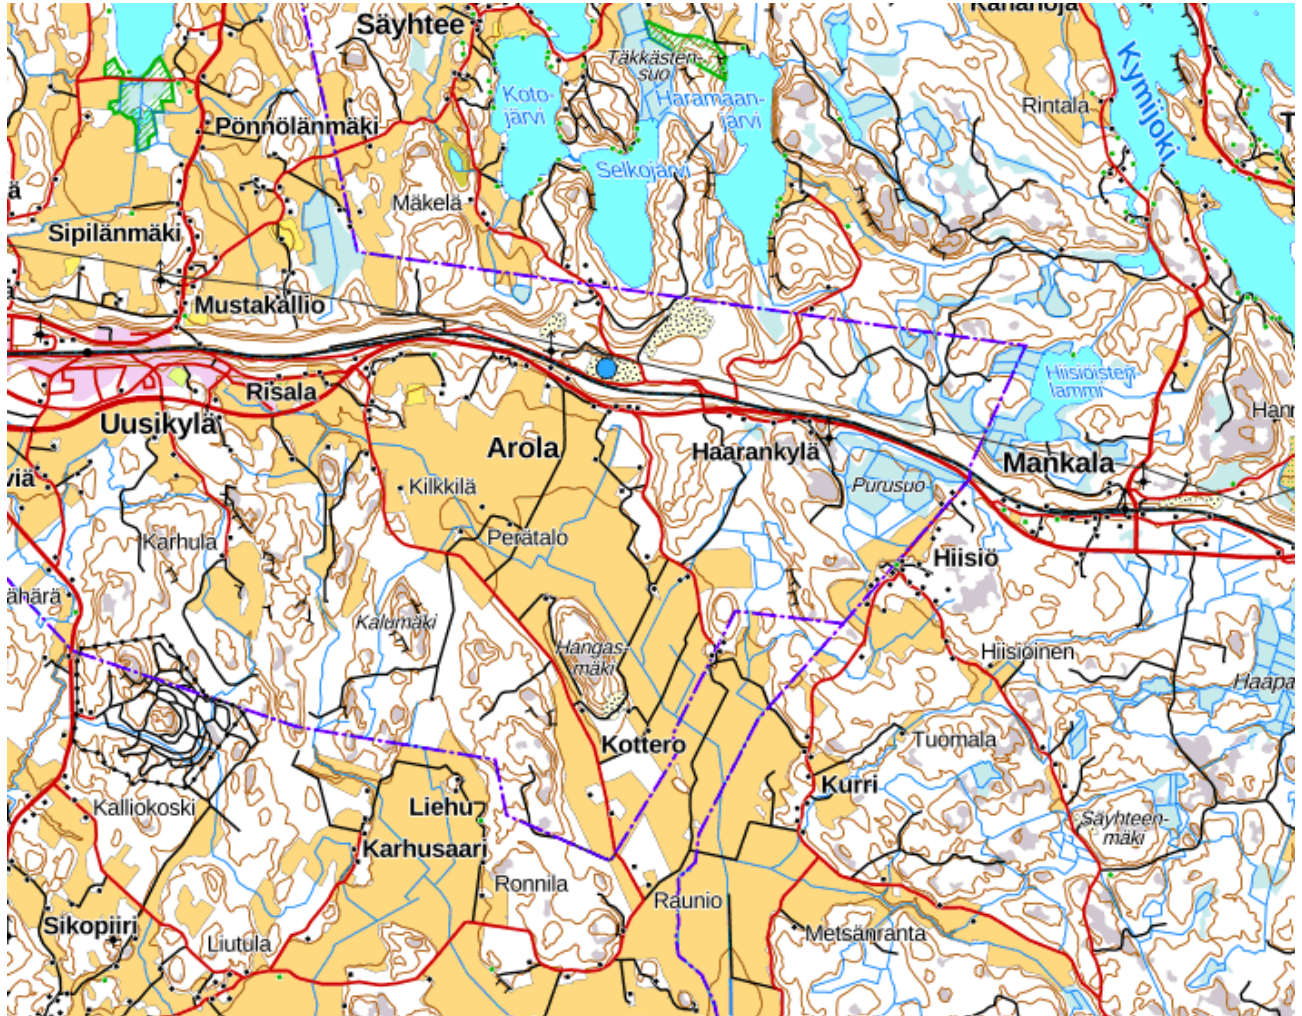 Säyhtee
Täkkästen-
suo
Koto-
järvi
Haramaan-
järvi
Kymijoki
Rintala
Pönnölänmäki
Selkojärvi
Mäkelä
Sipilänmäki
Mustakallio
Hiisiöisten
lammi
Risala
Uusikylä
Arola
Haarankylä
Mankala
Purusuo
Kilkkilä
Perätalo
Karhula
Hiisiö
Kalumäki
Hangas-
mäki
Hiisiöinen
Haapa
Kottero
Tuomala
Kurri
Kalliokoski
Liehu
Säyhteen-
mäki
Karhusaari
Ronnila
Raunio
Sikopiiri
Liutula
Metsänranta